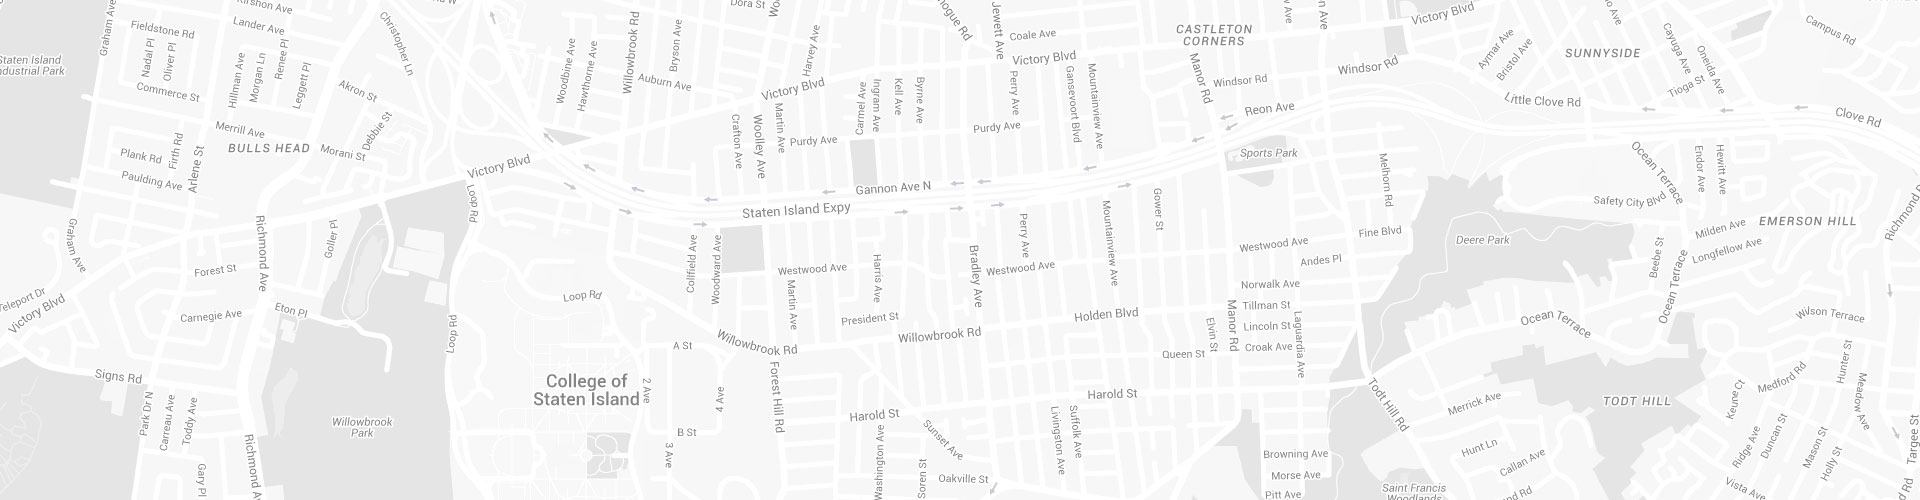 Kirshon Ave
Graham Ave
Fieldstone Rd
Lander Ave
Christopher Ln
Willowbrook Rd
Bryson Ave
Dora St
Harvey Ave
Jewett Ave
Coale Ave
CASTLETON
CORNERS
Victory Blvd
SUNNYSIDE
Campus Rd
Staten Island
Industrial Park
Nadal Pl
Oliver Pl
Hillman Ave
Morgan Ln
Renee Pl
Leggett Pl
Akron St
Woodbine Ave
Hawthorne Ave
Auburn Ave
Victory Blvd
Victory Blvd
Manor Rd
Windsor Rd
Windsor Rd
Aymar Ave
Bristol Ave
Cayuga Ave
Oneida Ave
Tioga St
Commerce St
Merrill Ave
Debbie St
Crafton Ave
Woolley Ave
Martin Ave
Purdy Ave
Carmel Ave
Ingram Ave
Kell Ave
Byrne Ave
Purdy Ave
Perry Ave
Gansevoort Blvd
Mountainview Ave
Reon Ave
Little Clove Rd
Clove Rd
BULLS HEAD
Morani St
Plank Rd
Firth Rd
Arlene St
Paulding Ave
Victory Blvd
Loop Rd
Gannon Ave N
Staten Island Expy
Sports Park
Melhorn Rd
Ocean Terrace
Endor Ave
Hewitt Ave
Safety City Blvd
EMERSON HILL
Graham Ave
Richmond Ave
Goller Pl
Forest St
Collfield Ave
Woodward Ave
Westwood Ave
Harris Ave
Bradley Ave
Perry Ave
Westwood Ave
Mountainview Ave
Gower St
Westwood Ave
Fine Blvd
Andes Pl
Deere Park
Beebe St
Milden Ave
Longfellow Ave
Teleport Dr
Victory Blvd
Carnegie Ave
Eton Pl
Loop Rd
Loop Rd
Martin Ave
President St
Willowbrook Rd
Willowbrook Rd
Holden Blvd
Norwalk Ave
Tillman St
Lincoln St
Croak Ave
Elvin St
Manor Rd
Laguardia Ave
Queen St
Ocean Terrace
Ocean Terrace
Wilson Terrace
Signs Rd
A St
2 Ave
4 Ave
College of
Staten Island
Forest Hill Rd
Harold St
Harold St
Todt Hill Rd
Merrick Ave
TODT HILL
Keune Ct
Medford Rd
Hunter St
Meadow Ave
Park Dr N
Carreau Ave
Toddy Ave
Willowbrook
Park
B St
3 Ave
Sunset Ave
Livingston Ave
Suffolk Ave
Hunt Ln
Callan Ave
Ridge Ave
Duncan St
Mason St
Holly St
Targee St
Richmond
Gary Pl
Washington Ave
Soren St
Oakville St
Browning Ave
Morse Ave
Pitt Ave
Saint Francis
Woodlands
Vista Ave